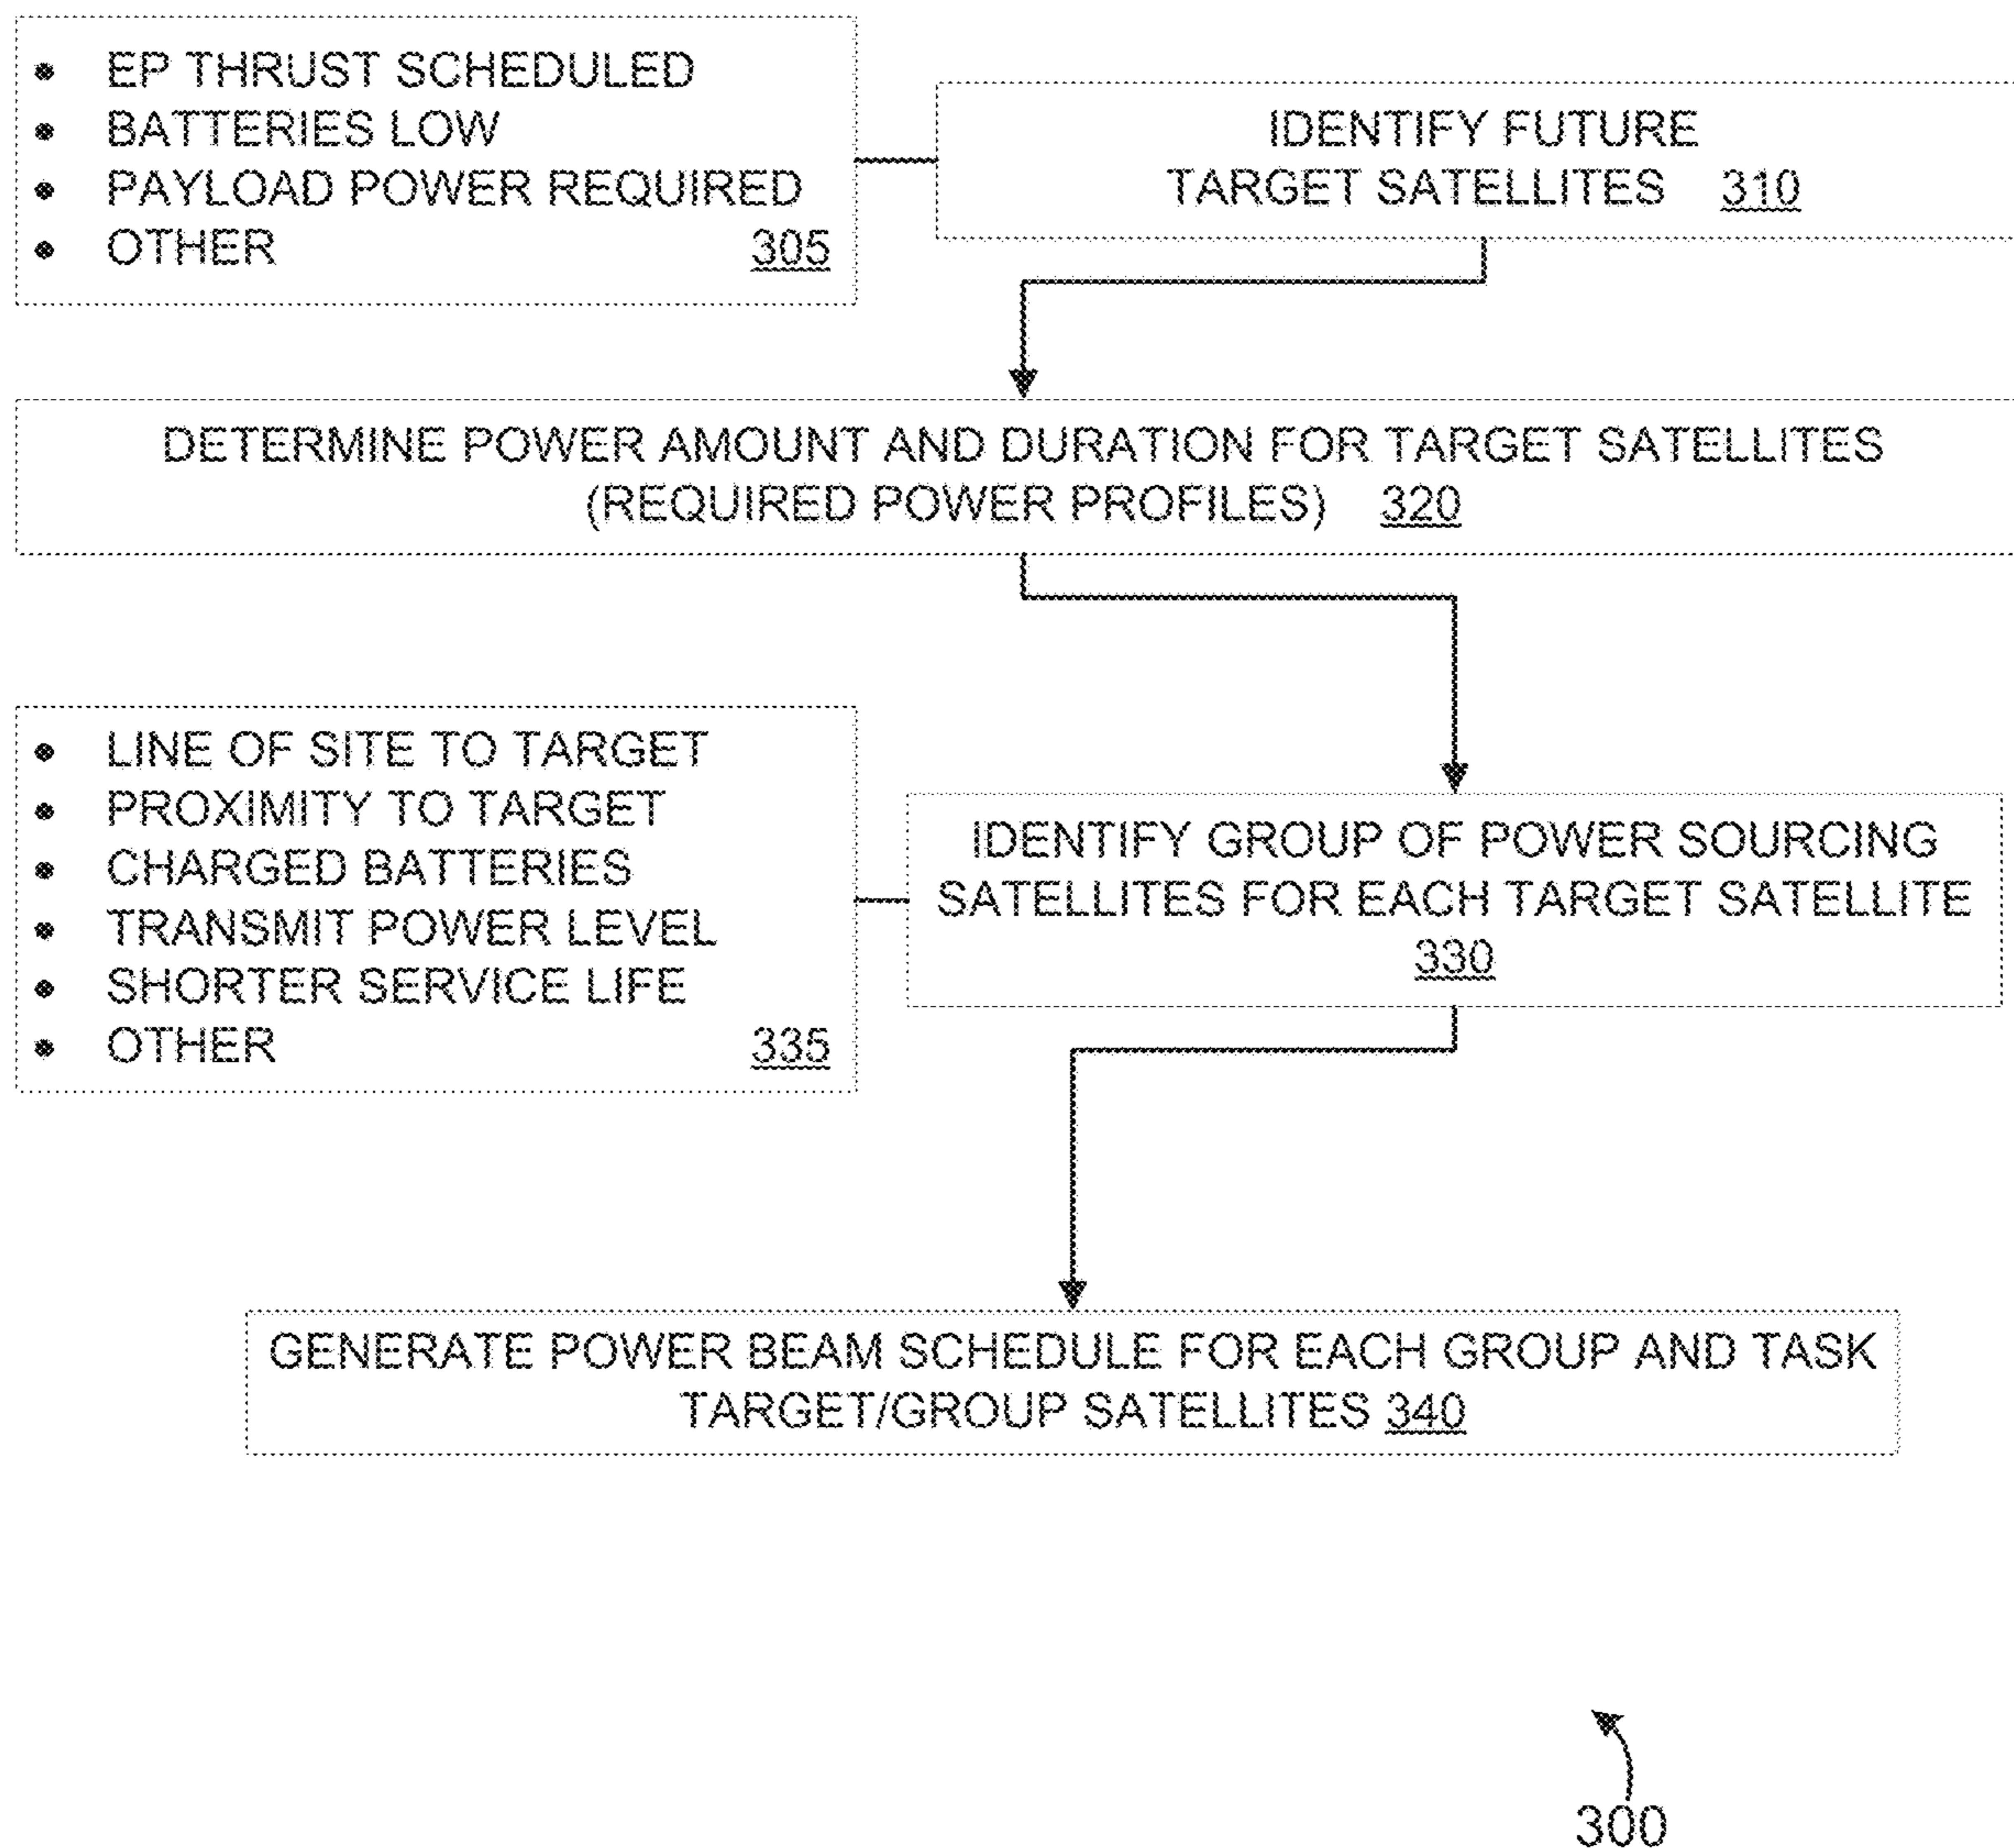 • EP THRUST SCHEDULED
• BATTERIES LOW
• PAYLOAD POWER REQUIRED
• OTHER 305
IDENTIFY FUTURE
TARGET SATELLITES 310
DETERMINE POWER AMOUNT AND DURATION FOR TARGET SATELLITES
(REQUIRED POWER PROFILES) 320
• LINE OF SITE TO TARGET
• PROXIMITY TO TARGET
• CHARGED BATTERIES
• TRANSMIT POWER LEVEL
• SHORTER SERVICE LIFE
• OTHER 335
IDENTIFY GROUP OF POWER SOURCING
SATELLITES FOR EACH TARGET SATELLITE
330
GENERATE POWER BEAM SCHEDULE FOR EACH GROUP AND TASK
TARGET/GROUP SATELLITES 340
300